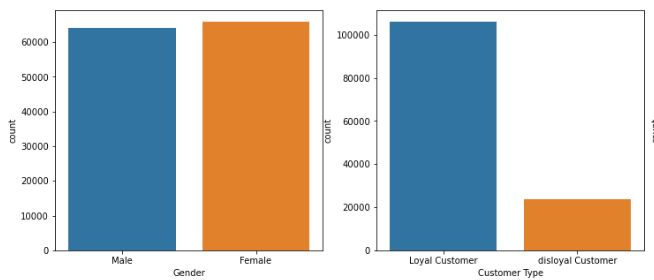 count
60000
50000
40000
30000
20000
10000
0
Male
Female
Gender
count
100000
80000
60000
40000
20000
0
Loyal Customer
disloyal Customer
Customer Type